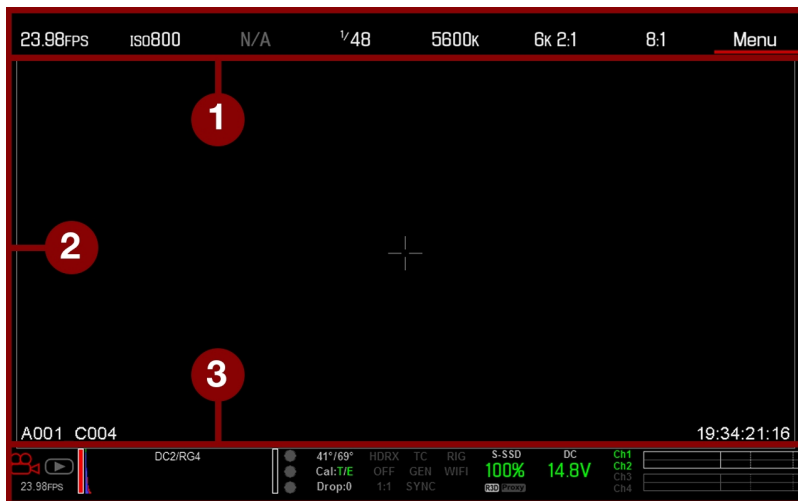 23.98FPS ISO800 N/A 1/48 5600K 6K 2:1 8:1 Menu
1
2
3
A001 C004 19:34:21:16
DC2/RG4 41°/69° HDRX TC RIG S-SSD DC Ch1
Cal:T/E OFF GEN WIFI 100% 14.8V Ch2
Ch3
23.98FPS Drop:0 1:1 SYNC R3D Proxy Ch4